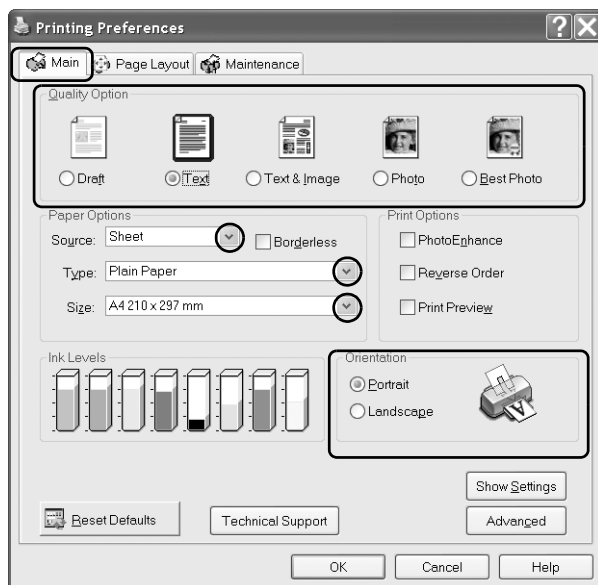 Printing Preferences
Main Page Layout Maintenance
Quality Option
Draft Text Text & Image Photo Best Photo
Paper Options
Source: Sheet Borderless
Type: Plain Paper
Size: A4 210 x 297 mm
Print Options
PhotoEnhance
Reverse Order
Print Preview
Ink Levels
Orientation
Portrait
Landscape
A
Show Settings
Reset Defaults Technical Support Advanced
OK Cancel Help